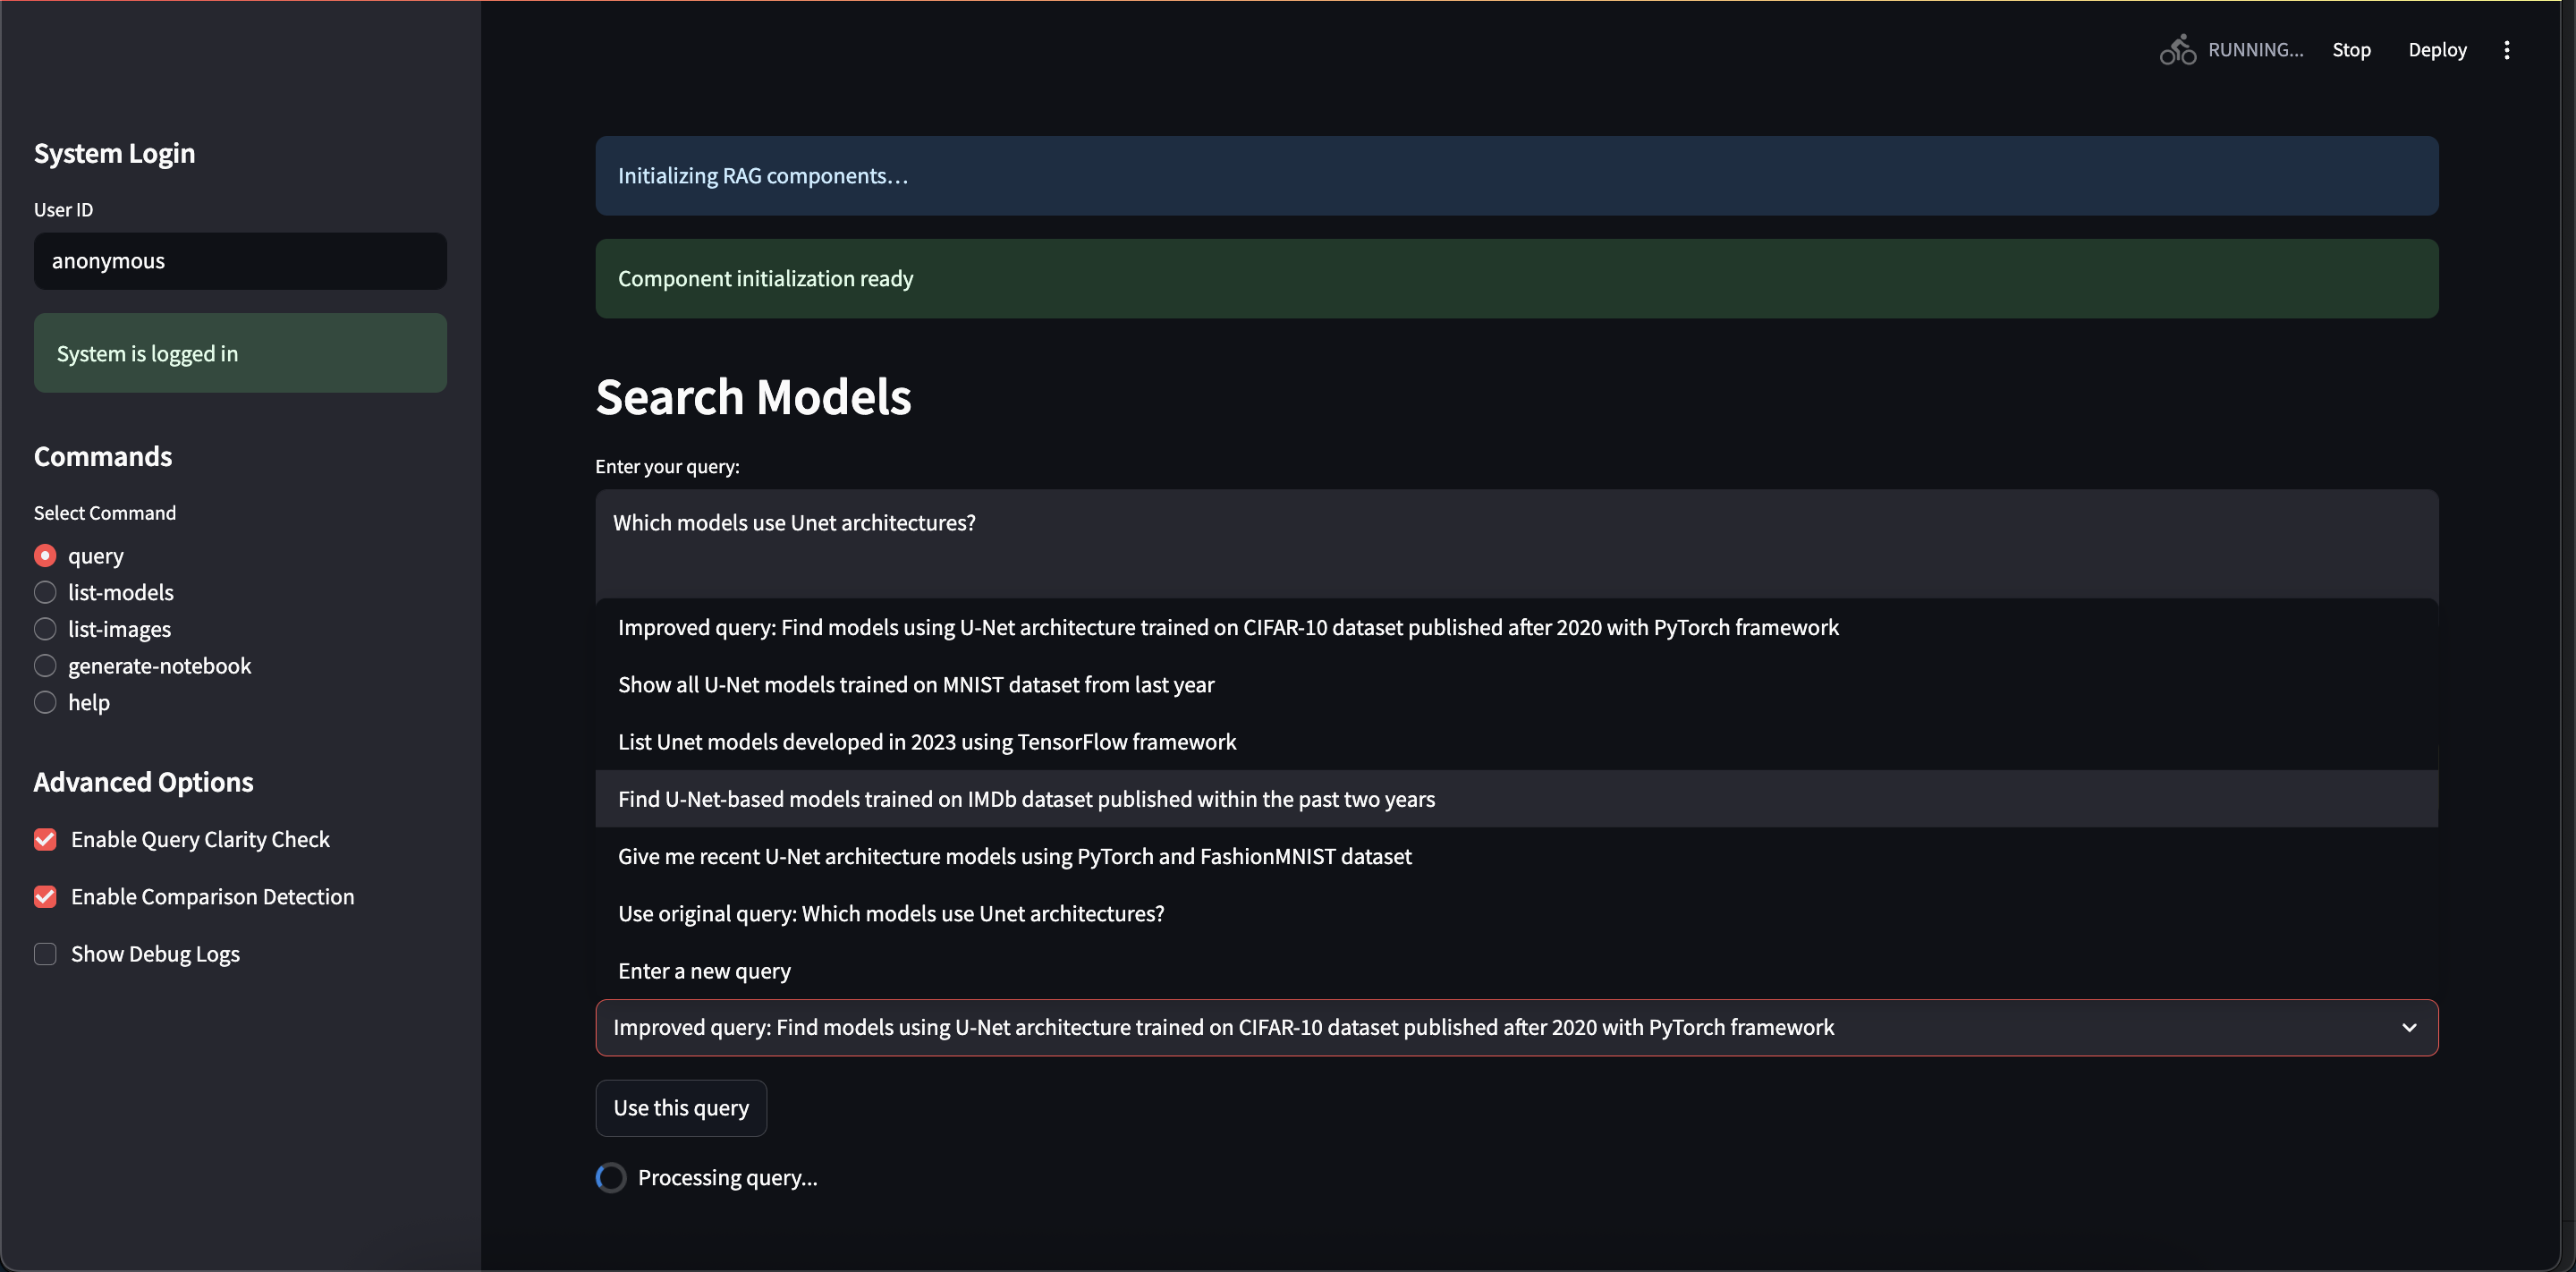 RUNNING...
Stop
Deploy
System Login
User ID
anonymous
System is logged in
Commands
Select Command
query
list-models
list-images
generate-notebook
help
Advanced Options
Enable Query Clarity Check
Enable Comparison Detection
Show Debug Logs
Initializing RAG components...
Component initialization ready
Search Models
Enter your query:
Which models use Unet architectures?
Improved query: Find models using U-Net architecture trained on CIFAR-10 dataset published after 2020 with PyTorch framework
Show all U-Net models trained on MNIST dataset from last year
List Unet models developed in 2023 using TensorFlow framework
Find U-Net-based models trained on IMDb dataset published within the past two years
Give me recent U-Net architecture models using PyTorch and FashionMNIST dataset
Use original query: Which models use Unet architectures?
Enter a new query
Improved query: Find models using U-Net architecture trained on CIFAR-10 dataset published after 2020 with PyTorch framework
Use this query
Processing query...